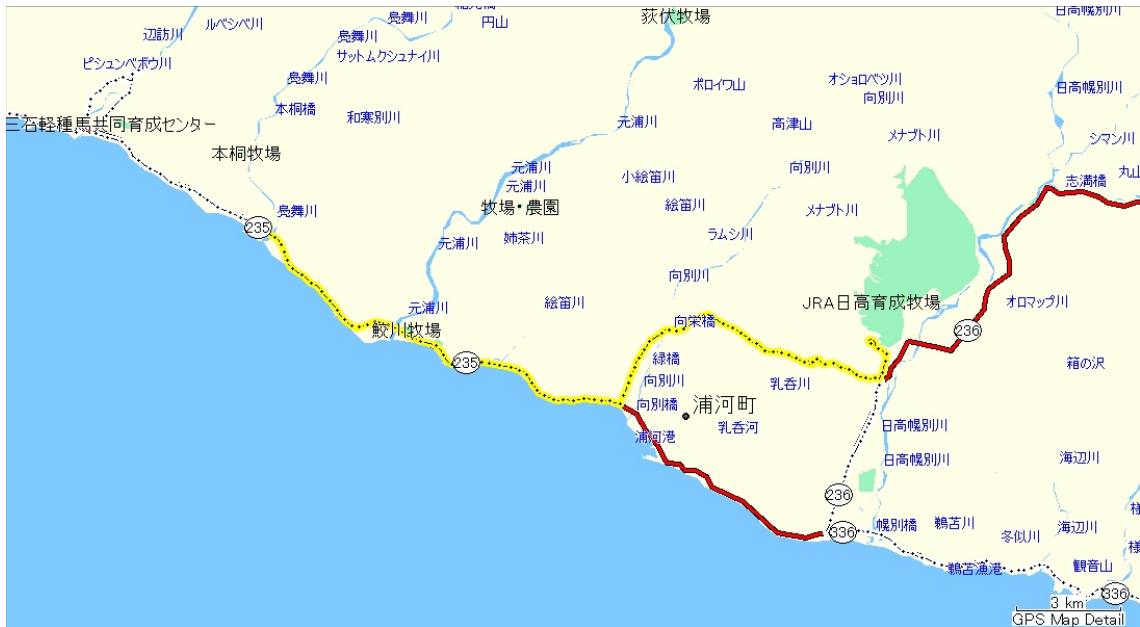 荻伏牧場
日高幌別川
円山
鳧舞川
ルベシベ川
辺訪川
鳧舞川
サットムクシュナイ川
ピシュンベボウ川
鳧舞川
ポロイワ山
オショロベツ川
向別川
日高幌別川
本桐橋
和寒別川
三石軽種馬共同育成センター
元浦川
高津山
メナブト川
シマン川
本桐牧場
元浦川
向別川
丸山
志満橋
元浦川
小絵笛川
牧場・農園
絵笛川
メナブト川
鳧舞川
235
元浦川
姉茶川
ラムシ川
向別川
元浦川
絵笛川
JRA日高育成牧場
オロマップ川
鮫川牧場
向栄橋
236
235
緑橋
箱の沢
向別川
乳呑川
向別橋
浦河町
浦河港
乳呑河
日高幌別川
日高幌別川
海辺川
236
336
幌別橋
鵜苫川
冬似川
海辺川
様
様
鵜苫漁港
観音山
336
3 km
GPS Map Detail